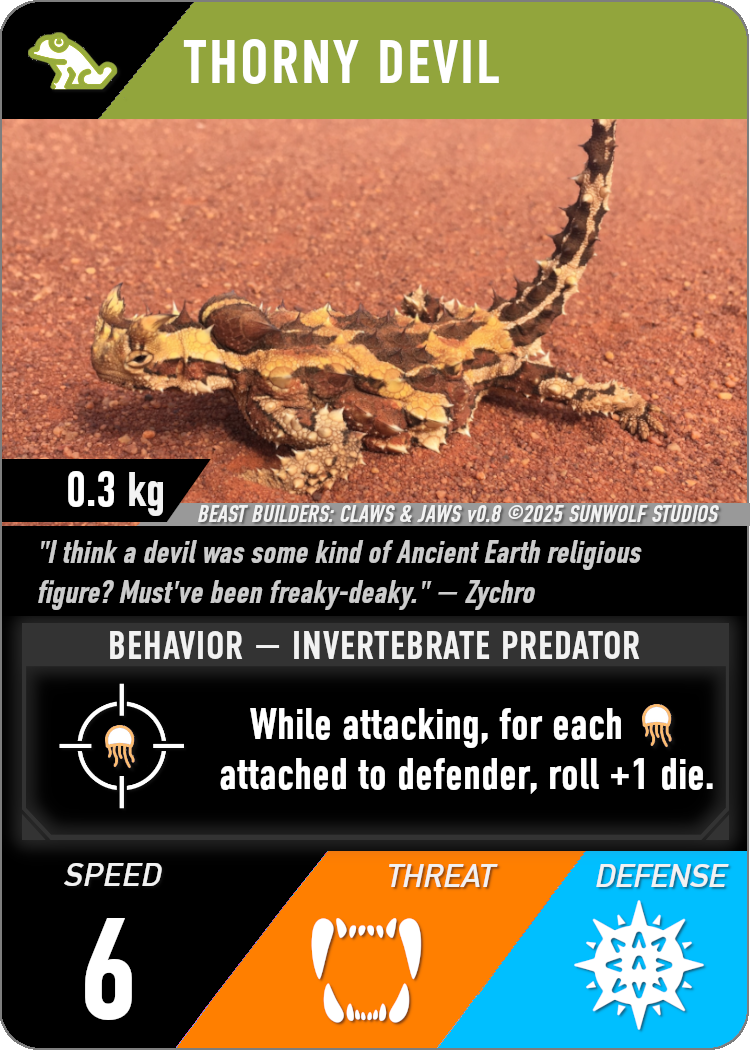 THORNY DEVIL
0.3 kg
BEAST BUILDERS: CLAWS & JAWS v0.8 ©2025 SUNWOLF STUDIOS
"I think a devil was some kind of Ancient Earth religious
figure? Must've been freaky-deaky." — Zychro
BEHAVIOR — INVERTEBRATE PREDATOR
While attacking, for each
attached to defender, roll +1 die.
SPEED
THREAT
DEFENSE
6